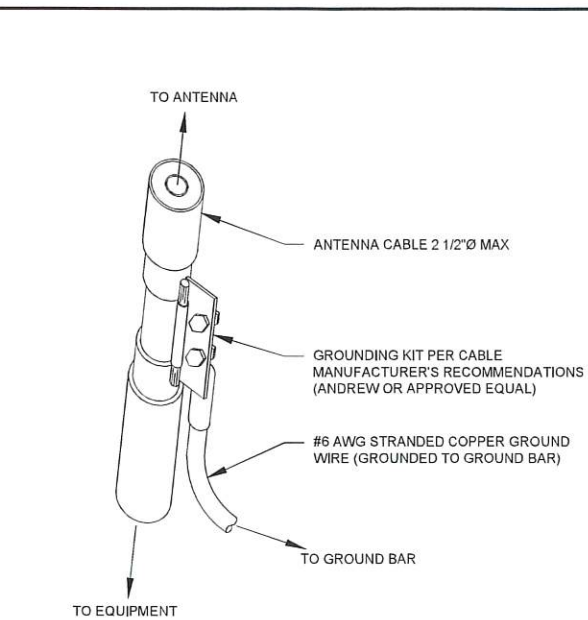 TO ANTENNA
ANTENNA CABLE 2 1/2"Ø MAX
GROUNDING KIT PER CABLE
MANUFACTURER'S RECOMMENDATIONS
(ANDREW OR APPROVED EQUAL)
#6 AWG STRANDED COPPER GROUND
WIRE (GROUNDED TO GROUND BAR)
TO GROUND BAR
TO EQUIPMENT